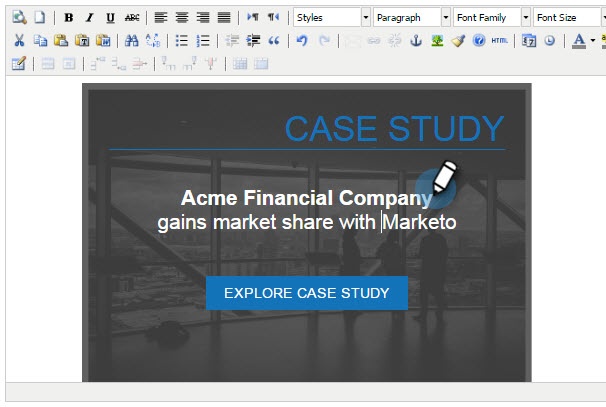 B I U ABC Styles Paragraph Font Family Font Size
HTML A
CASE STUDY
Acme Financial Company
gains market share with Marketo
EXPLORE CASE STUDY